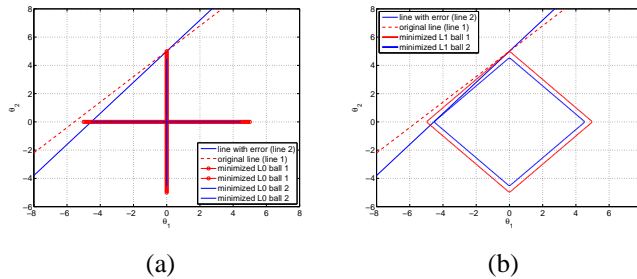 8
6
4
2
0
−2
−4
−6
−8 −6 −4 −2 0 2 4 6 8
θ2
θ1
line with error (line 2)
original line (line 1)
minimized L0 ball 1
minimized L0 ball 1
minimized L0 ball 2
minimized L0 ball 2
(a)
8
6
4
2
0
−2
−4
−6
−8 −6 −4 −2 0 2 4 6 8
θ2
θ1
line with error (line 2)
original line (line 1)
minimized L1 ball 1
minimized L1 ball 2
(b)